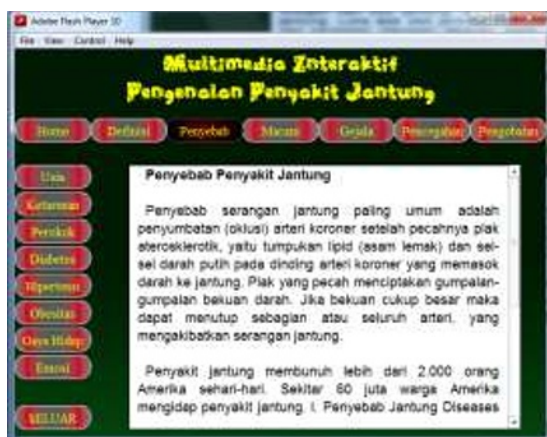 Adobe Flash Player 10
File View Control Help
Multimedia Interaktif
Pengenalan Penyakit Jantung
Home Definisi Penyebab Macam Gejala Pencegahan Pengobatan
Usia
Keturunan
Perokok
Diabetes
Hipertensi
Obesitas
Gaya Hidup
Emosi
KELUAR
Penyebab Penyakit Jantung
Penyebab serangan jantung paling umum adalah
penyumbatan (oklusi) arteri koroner setelah pecahnya plak
aterosklerotik, yaitu tumpukan lipid (asam lemak) dan sel-
sel darah putih pada dinding arteri koroner yang memasok
darah ke jantung. Plak yang pecah menciptakan gumpalan-
gumpalan bekuan darah. Jika bekuan cukup besar maka
dapat menutup sebagian atau seluruh arteri, yang
mengakibatkan serangan jantung.
Penyakit jantung membunuh lebih dari 2.000 orang
Amerika sehari-hari. Sekitar 60 juta warga Amerika
mengidap penyakit jantung. I. Penyebab Jantung Diseases